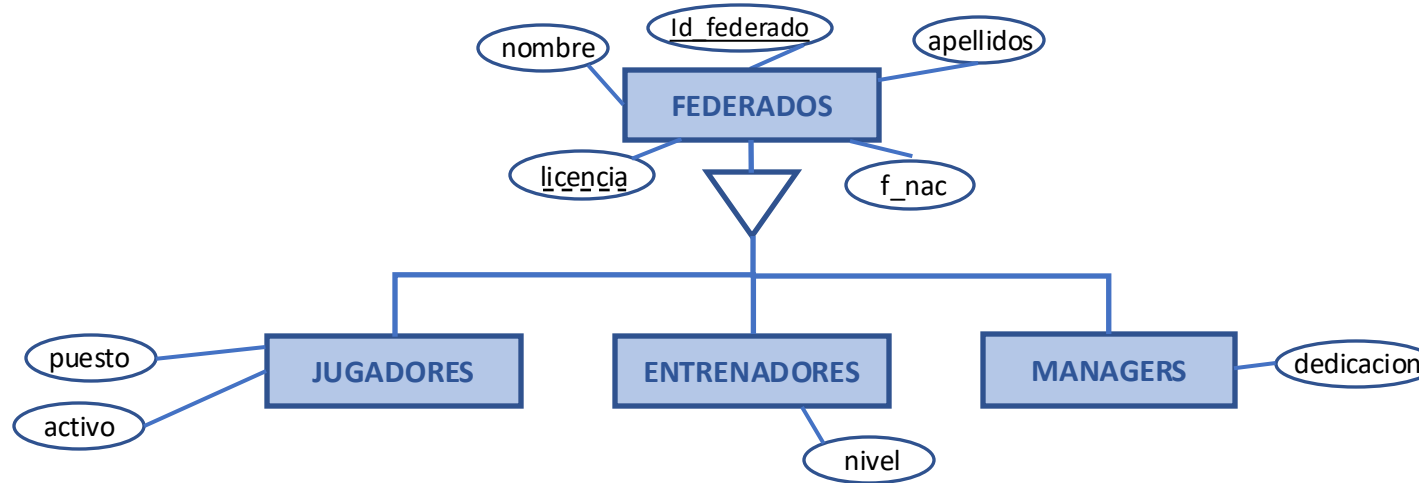 Id_federado
nombre
apellidos
FEDERADOS
licencia
f_nac
puesto
JUGADORES
ENTRENADORES
MANAGERS
dedicacion
activo
nivel